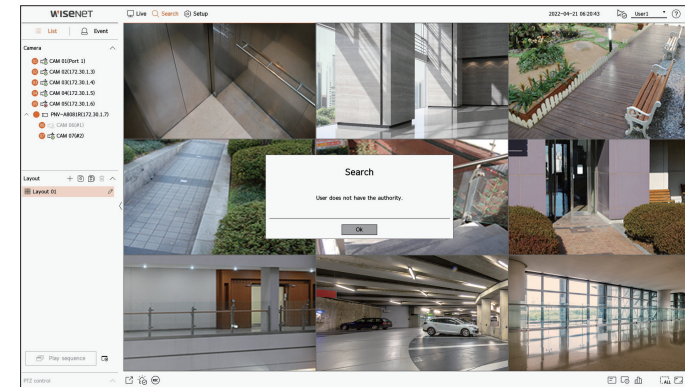 WISENET
Live Search Setup
2022-04-21 06:20:43 User1 ?
List Event
Camera
CAM 01(Port 1)
CAM 02(172.30.1.3)
CAM 03(172.30.1.4)
CAM 04(172.30.1.5)
CAM 05(172.30.1.6)
PNV-A8081R(172.30.1.7)
CAM 06(#1)
CAM 07(#2)
Layout
Layout 01
Search
User does not have the authority.
Ok
Play sequence
PTZ control
ALL